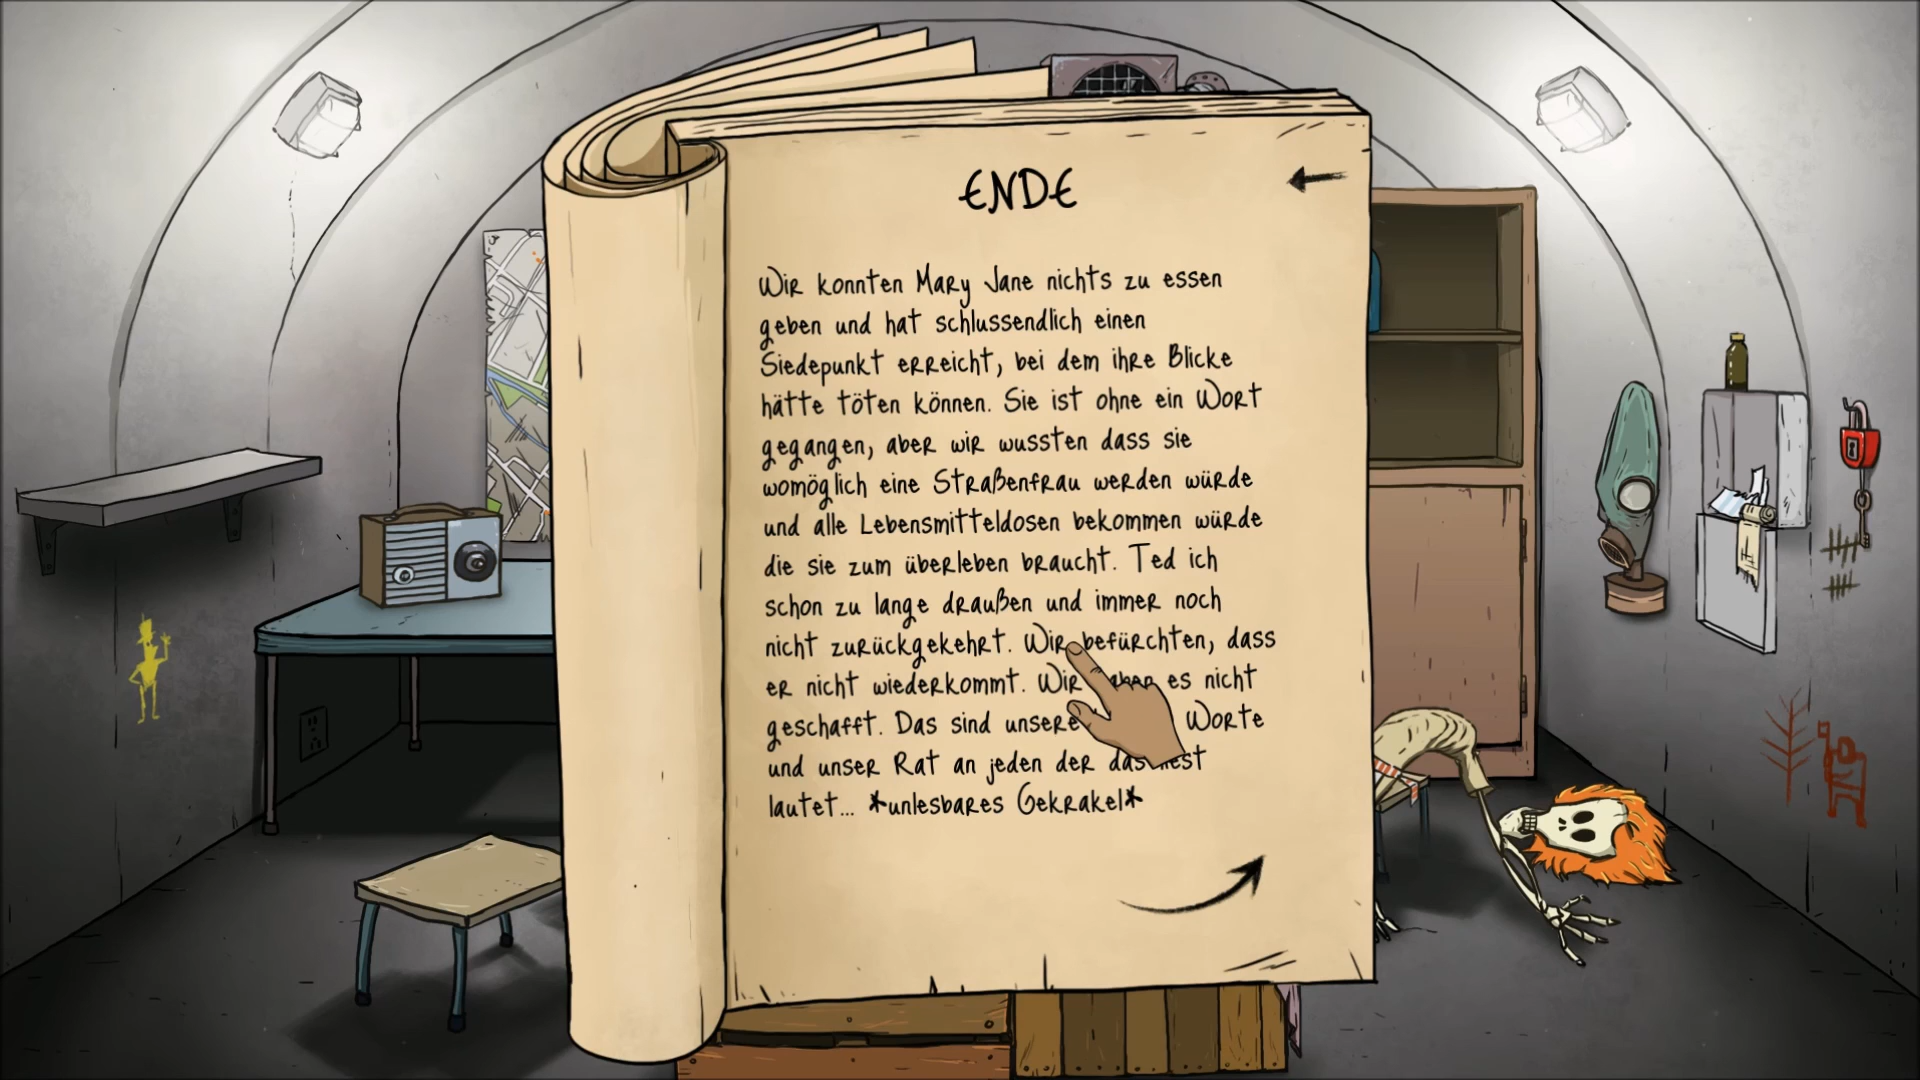 ENDE
Wir konnten Mary Jane nichts zu essen
geben und hat schlussendlich einen
Siedepunkt erreicht, bei dem ihre Blicke
hätte töten können. Sie ist ohne ein Wort
gegangen, aber wir wussten dass sie
womöglich eine Straßenfrau werden würde
und alle Lebensmitteldosen bekommen würde
die sie zum überleben braucht. Ted ich
schon zu lange draußen und immer noch
nicht zurückgekehrt. Wir befürchten, dass
er nicht wiederkommt. Wir haben es nicht
geschafft. Das sind unsere Worte
und unser Rat an jeden der das liest
lautet... *unlesbares Gekrakel*